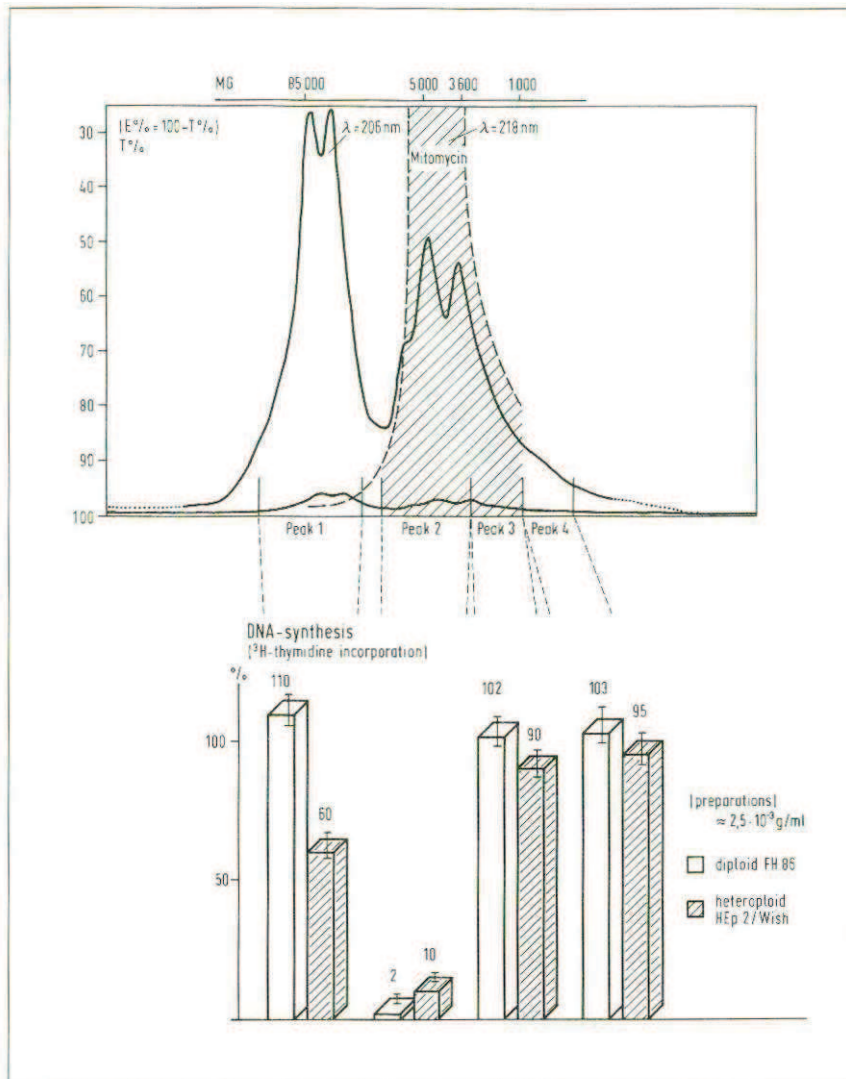 MG 85 000 5 000 3 600 1 000
(E% = 100-T%)
T%
λ = 206 nm
λ = 218 nm
Mitomycin
30
40
50
60
70
80
90
100
Peak 1 Peak 2 Peak 3 Peak 4
DNA-synthesis
(³H-thymidine incorporation)
%
110
102
103
60
90
95
2
10
100
50
(preparations)
≈ 2,5·10⁻³g/ml
diploid FH 85
heteroploid
HEp 2/Wish